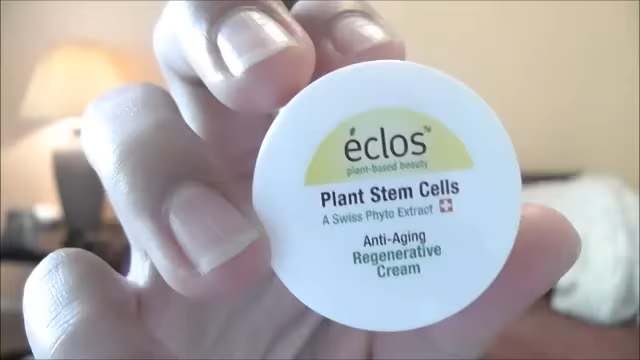 éclos™
plant-based beauty
Plant Stem Cells
A Swiss Phyto Extract
Anti-Aging
Regenerative
Cream